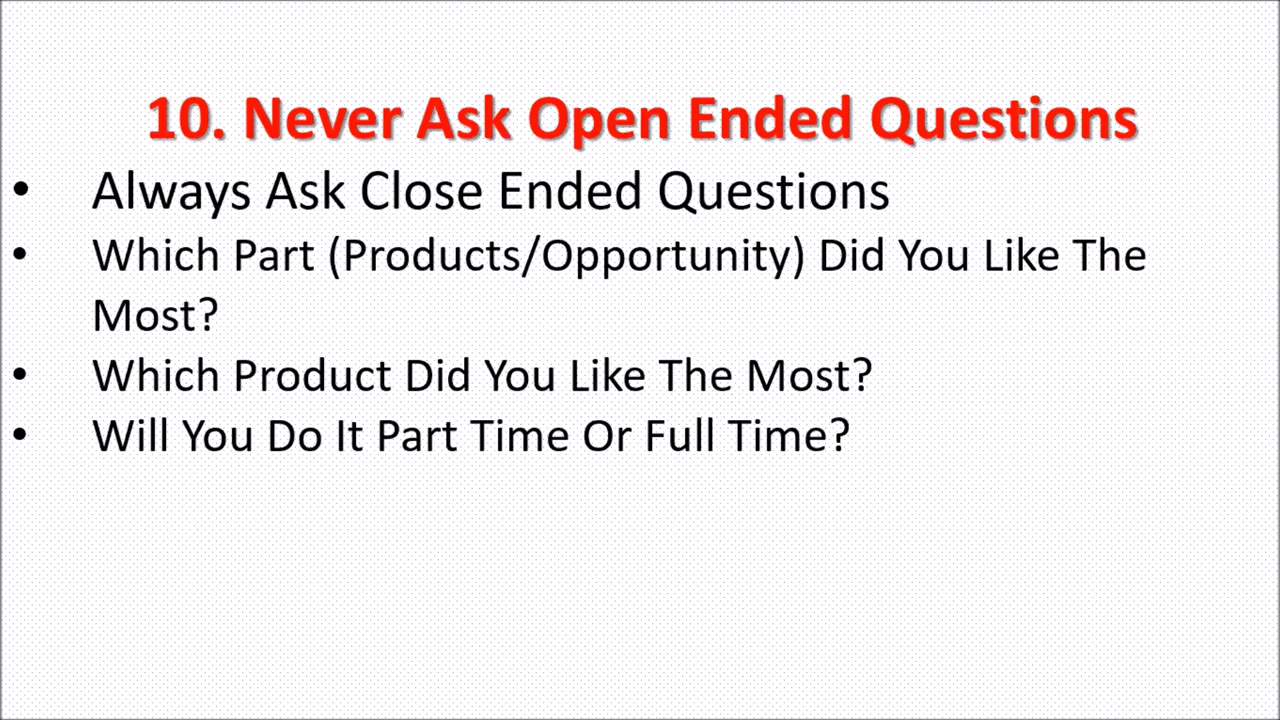 10. Never Ask Open Ended Questions
• Always Ask Close Ended Questions
• Which Part (Products/Opportunity) Did You Like The
Most?
• Which Product Did You Like The Most?
• Will You Do It Part Time Or Full Time?